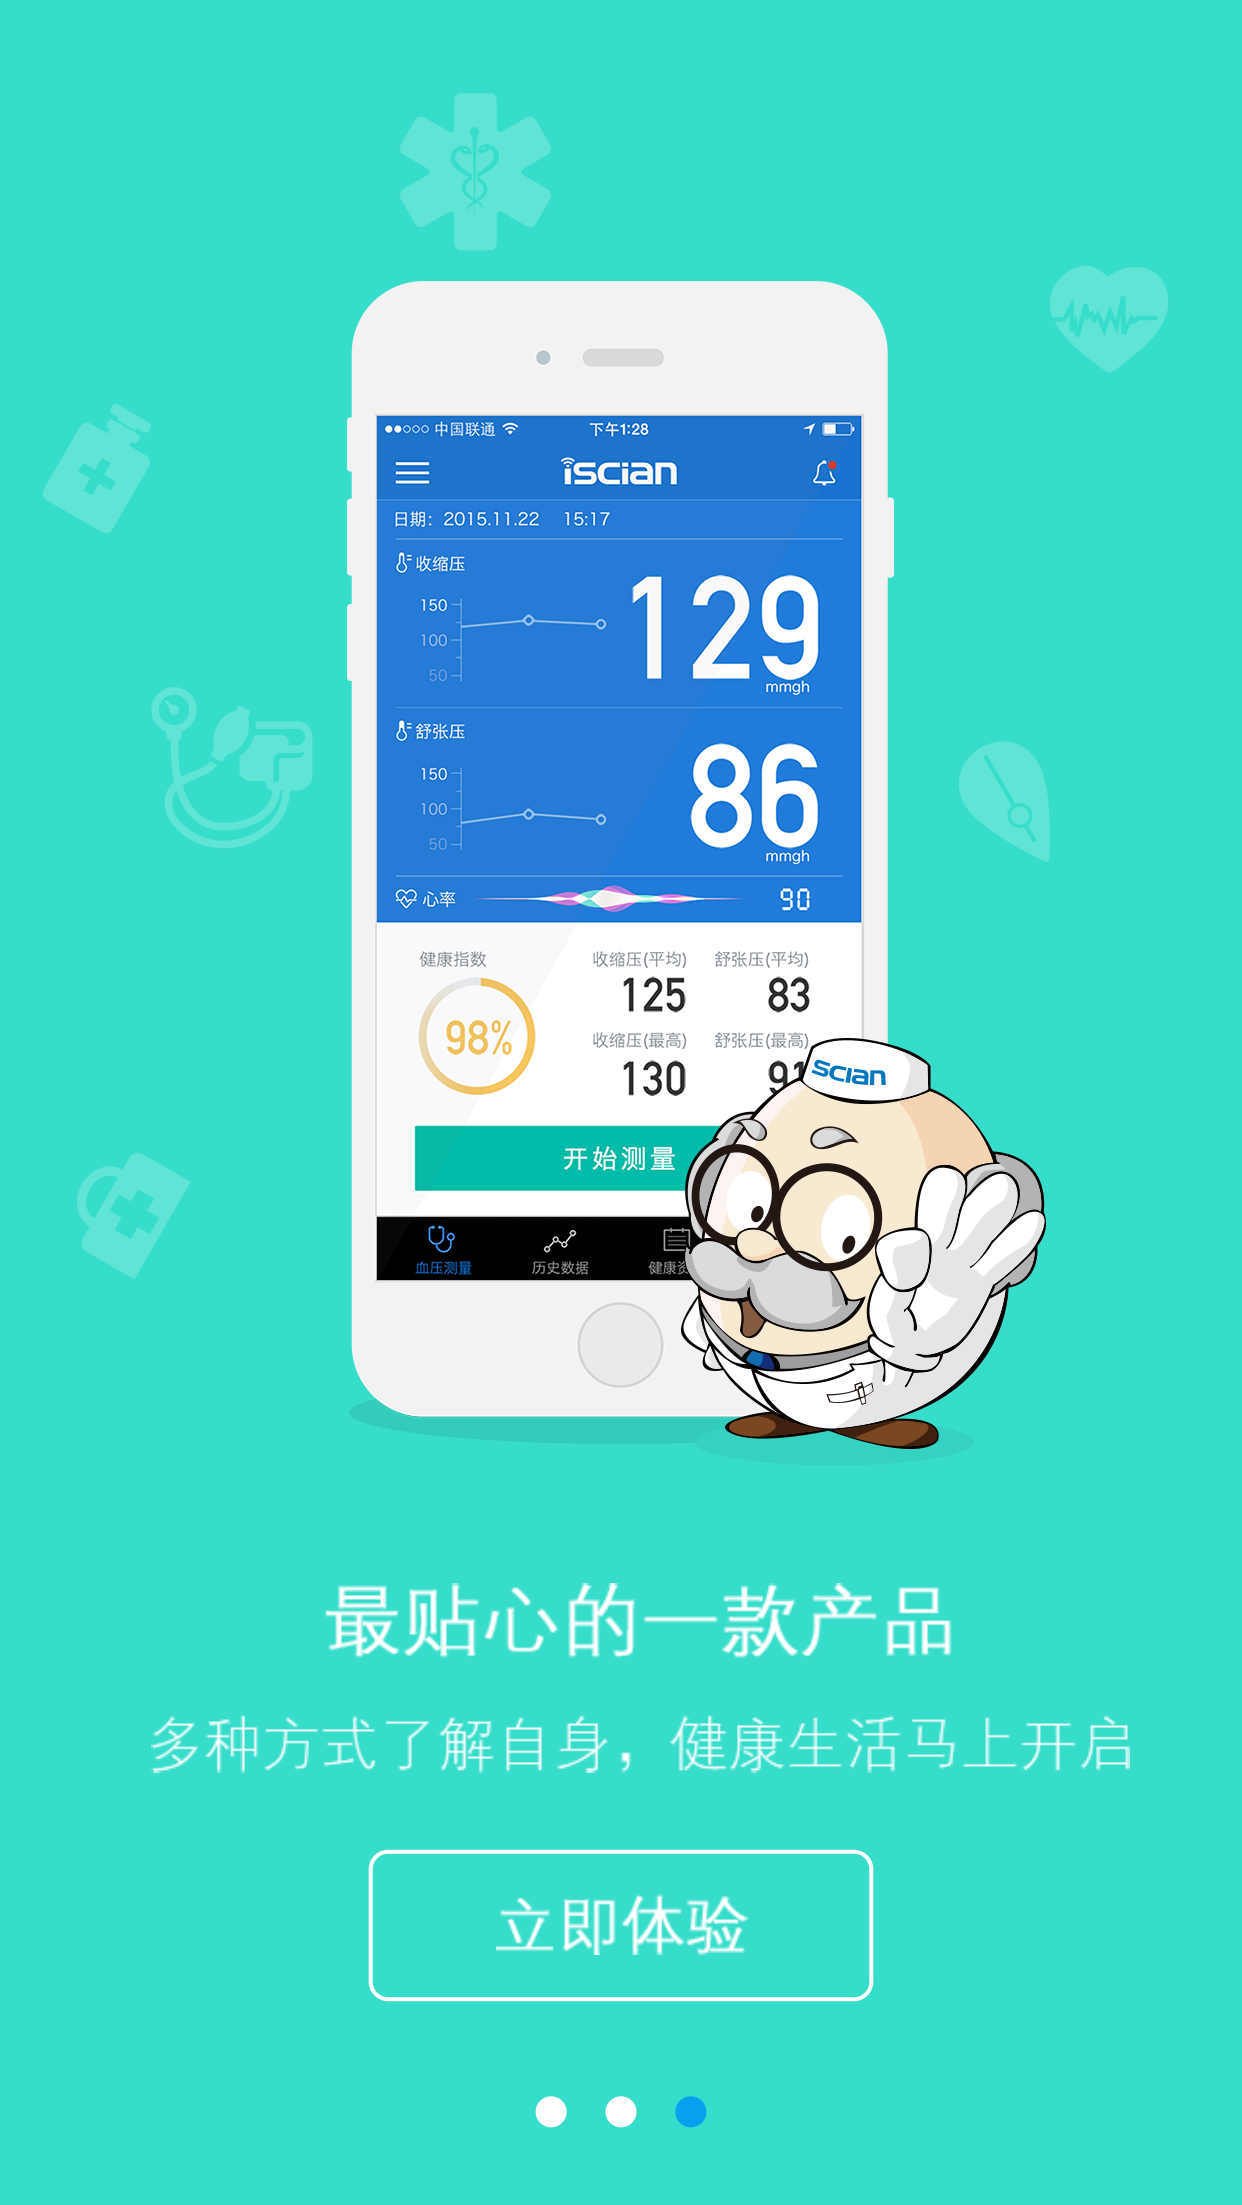 中国联通 下午1:28
iscian
日期：2015.11.22 15:17
收缩压
150
100
50
129
mmgh
舒张压
150
100
50
86
mmgh
心率 90
健康指数
98%
收缩压(平均) 舒张压(平均)
125 83
收缩压(最高) 舒张压(最高)
130 91
scian
开始测量
血压测量 历史数据 健康
最贴心的一款产品
多种方式了解自身，健康生活马上开启
立即体验